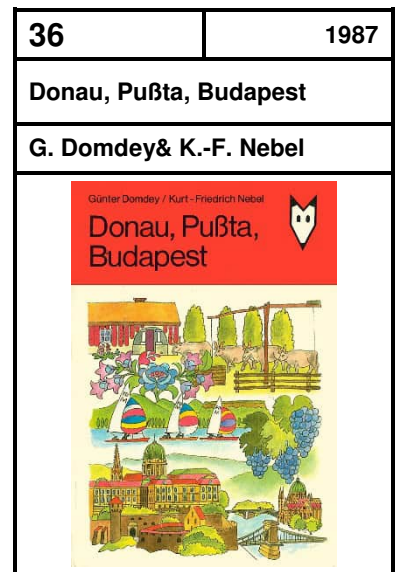 36
1987
Donau, Pußta, Budapest
G. Domdey& K.-F. Nebel
Günter Domdey / Kurt-Friedrich Nebel
Donau, Pußta,
Budapest